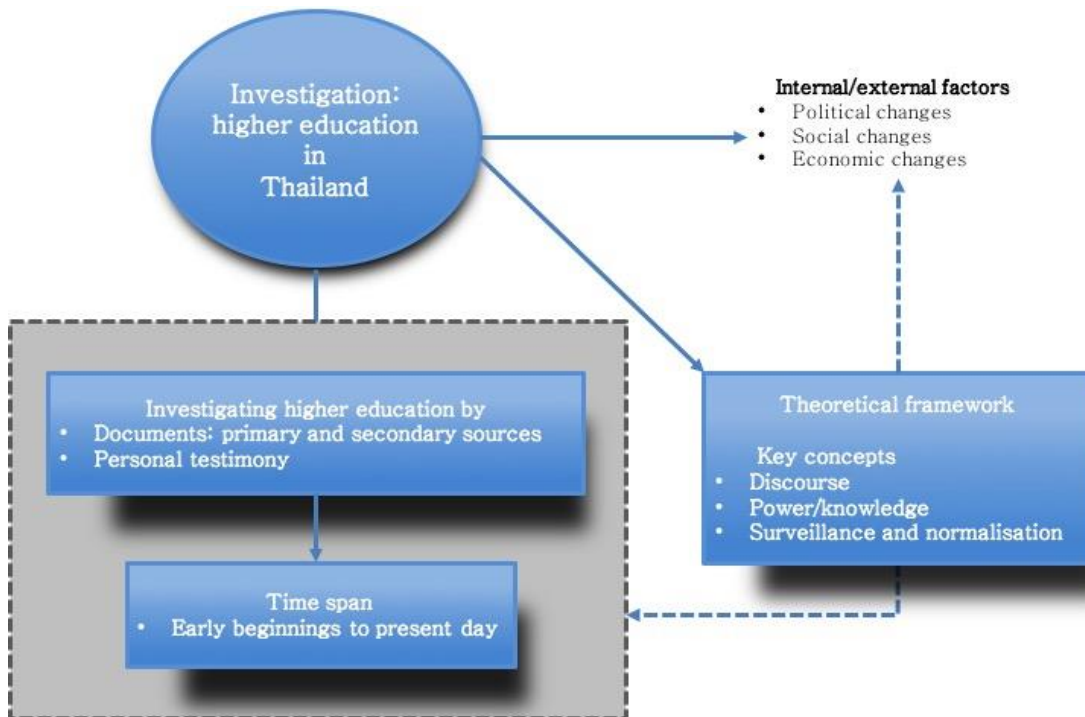 Investigation:
higher education
in
Thailand
Internal/external factors
• Political changes
• Social changes
• Economic changes
Investigating higher education by
• Documents: primary and secondary sources
• Personal testimony
Time span
• Early beginnings to present day
Theoretical framework
Key concepts
• Discourse
• Power/knowledge
• Surveillance and normalisation